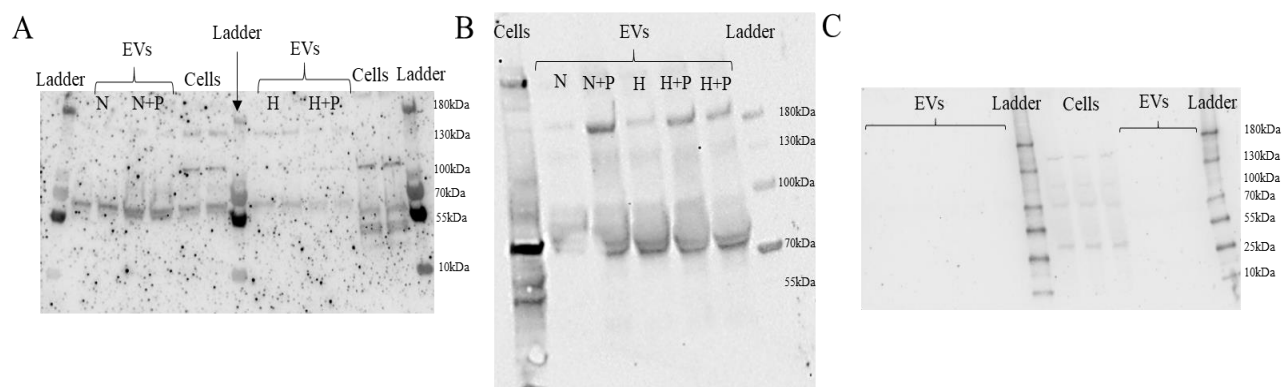 A
Ladder
EVs
N
N+P
Cells
Ladder
EVs
H
H+P
Cells
Ladder
180kDa
130kDa
100kDa
70kDa
55kDa
10kDa
B
Cells
EVs
Ladder
N
N+P
H
H+P
H+P
180kDa
130kDa
100kDa
70kDa
55kDa
C
EVs
Ladder
Cells
EVs
Ladder
180kDa
130kDa
100kDa
70kDa
55kDa
25kDa
10kDa